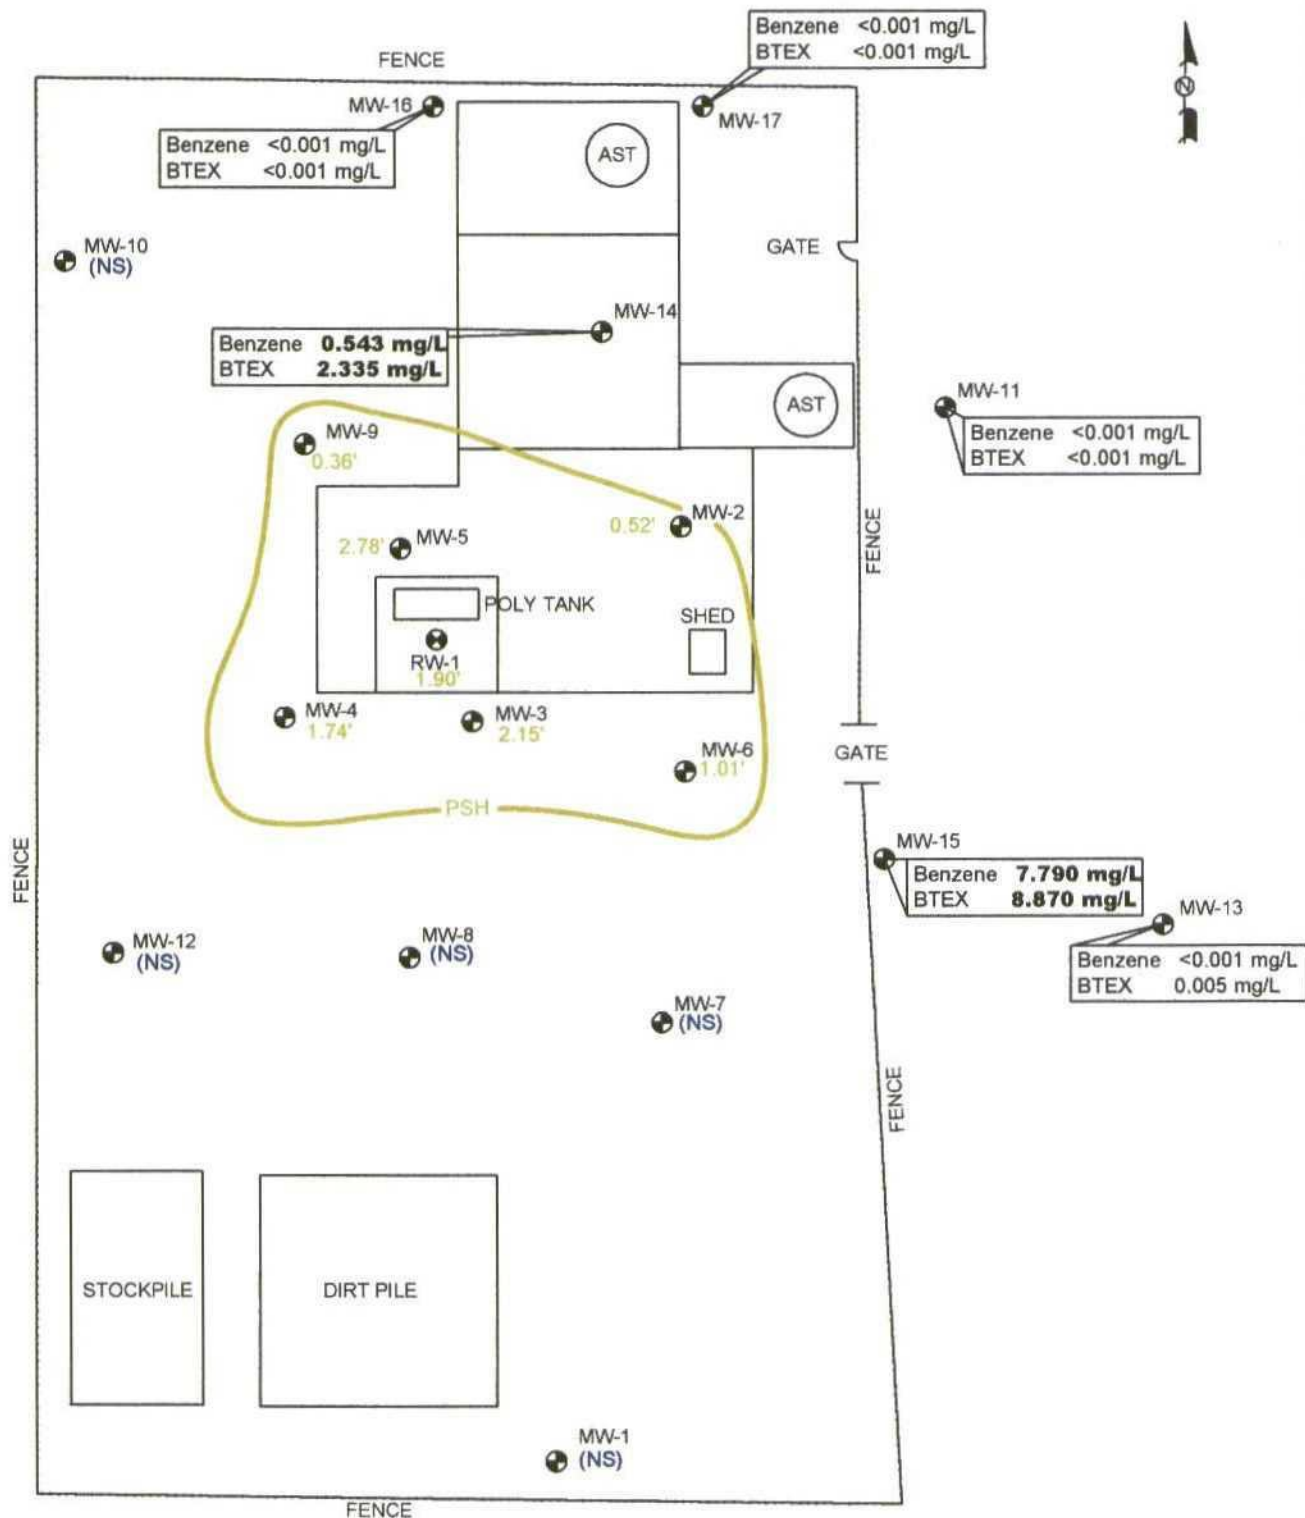 Benzene <0.001 mg/L
BTEX <0.001 mg/L
FENCE
MW-16
MW-17
N
Benzene <0.001 mg/L
BTEX <0.001 mg/L
AST
MW-10
(NS)
GATE
MW-14
Benzene 0.543 mg/L
BTEX 2.335 mg/L
AST
MW-11
Benzene <0.001 mg/L
BTEX <0.001 mg/L
MW-9
0.36'
MW-2
0.52'
MW-5
2.78'
FENCE
POLY TANK
SHED
RW-1
1.90'
MW-4
1.74'
MW-3
2.15'
MW-6
1.01'
GATE
PSH
FENCE
MW-15
Benzene 7.790 mg/L
BTEX 8.870 mg/L
MW-13
Benzene <0.001 mg/L
BTEX 0.005 mg/L
MW-12
(NS)
MW-8
(NS)
MW-7
(NS)
FENCE
STOCKPILE
DIRT PILE
MW-1
(NS)
FENCE